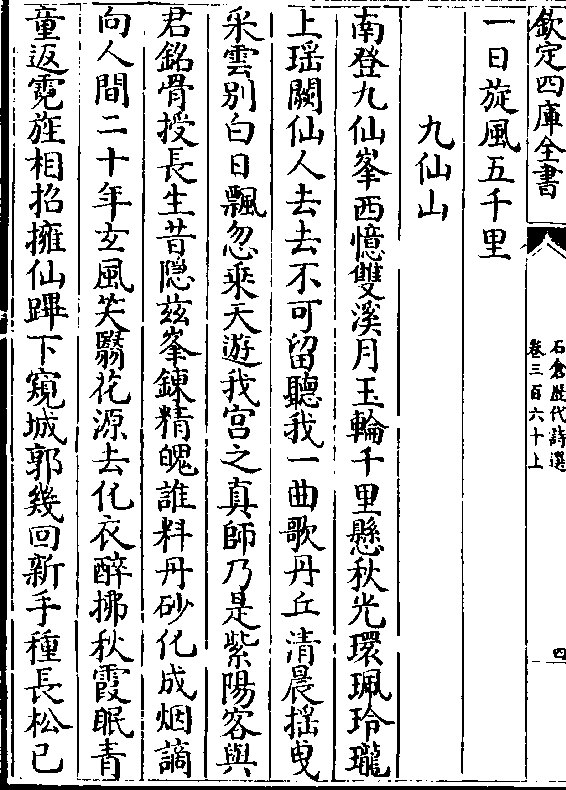 欽定四庫全書
石倉歴代詩選
卷三百六十上
四
一日旋風五千里
九仙山
南登九仙峯西憶雙溪月玉輪千里懸秋光環珮玲瓏
上瑶闕仙人去去不可留聽我一曲歌丹丘清晨揺曵
采雲別白日飄忽乘天遊我宫之真師乃是紫陽客與
君銘骨授長生昔隠兹峯錬精魄誰料丹砂化成烟謫
向人間二十年玄風笑翳花源去化衣醉拂秋霞眠青
童返霓旌相招擁仙蹕下窺城郭幾回新手種長松已